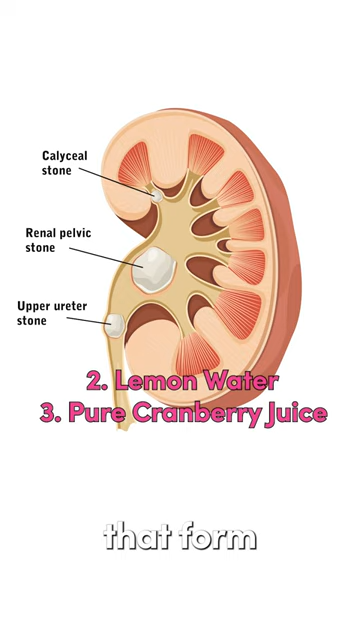 Calyceal
stone
Renal pelvic
stone
Upper ureter
stone
2. Lemon Water
3. Pure Cranberry Juice
that form